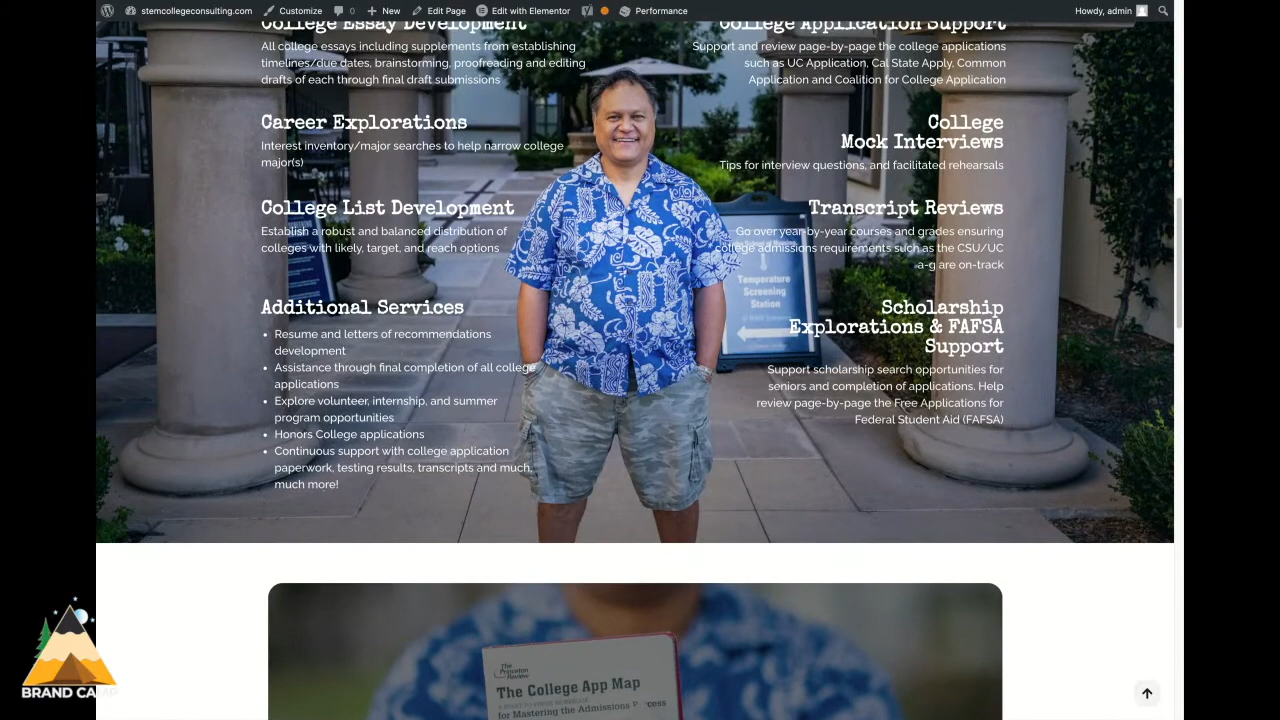 stemcollegeconsulting.com Customize 0 New Edit Page Edit with Elementor Performance Howdy, admin
College Essay Development
All college essays including supplements from establishing
timelines/due dates, brainstorming, proofreading and editing
drafts of each through final draft submissions
Career Explorations
Interest inventory/major searches to help narrow college
major(s)
College List Development
Establish a robust and balanced distribution of
colleges with likely, target, and reach options
Additional Services
• Resume and letters of recommendations
development
• Assistance through final completion of all college
applications
• Explore volunteer, internship, and summer
program opportunities
• Honors College applications
• Continuous support with college application
paperwork, testing results, transcripts and much,
much more!
College Application Support
Support and review page-by-page the college applications
such as UC Application, Cal State Apply, Common
Application and Coalition for College Application
College
Mock Interviews
Tips for interview questions, and facilitated rehearsals
Transcript Reviews
Go over year-by-year courses and grades ensuring
college admissions requirements such as the CSU/UC
a-g are on-track
Scholarship
Explorations & FAFSA
Support
Support scholarship search opportunities for
seniors and completion of applications. Help
review page-by-page the Free Applications for
Federal Student Aid (FAFSA)
Temperature
Screening
Station
The
Princeton
Review
The College App Map
for Mastering the Admissions
BRAND CAMP